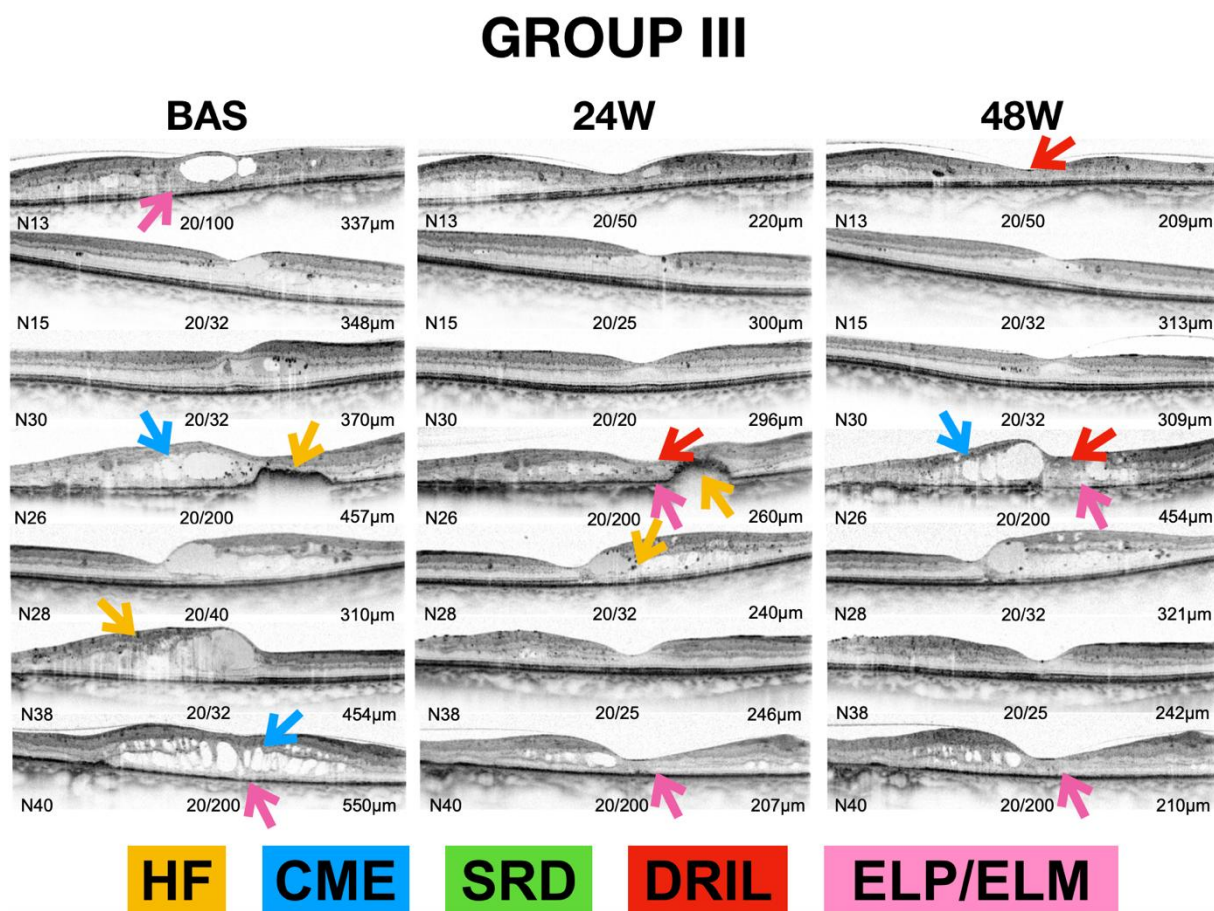 GROUP III
BAS 24W 48W
N13 20/100 337µm N13 20/50 220µm N13 20/50 209µm
N15 20/32 348µm N15 20/25 300µm N15 20/32 313µm
N30 20/32 370µm N30 20/20 296µm N30 20/32 309µm
N26 20/200 457µm N26 20/200 260µm N26 20/200 454µm
N28 20/40 310µm N28 20/32 240µm N28 20/32 321µm
N38 20/32 454µm N38 20/25 246µm N38 20/25 242µm
N40 20/200 550µm N40 20/200 207µm N40 20/200 210µm
HF CME SRD DRIL ELP/ELM